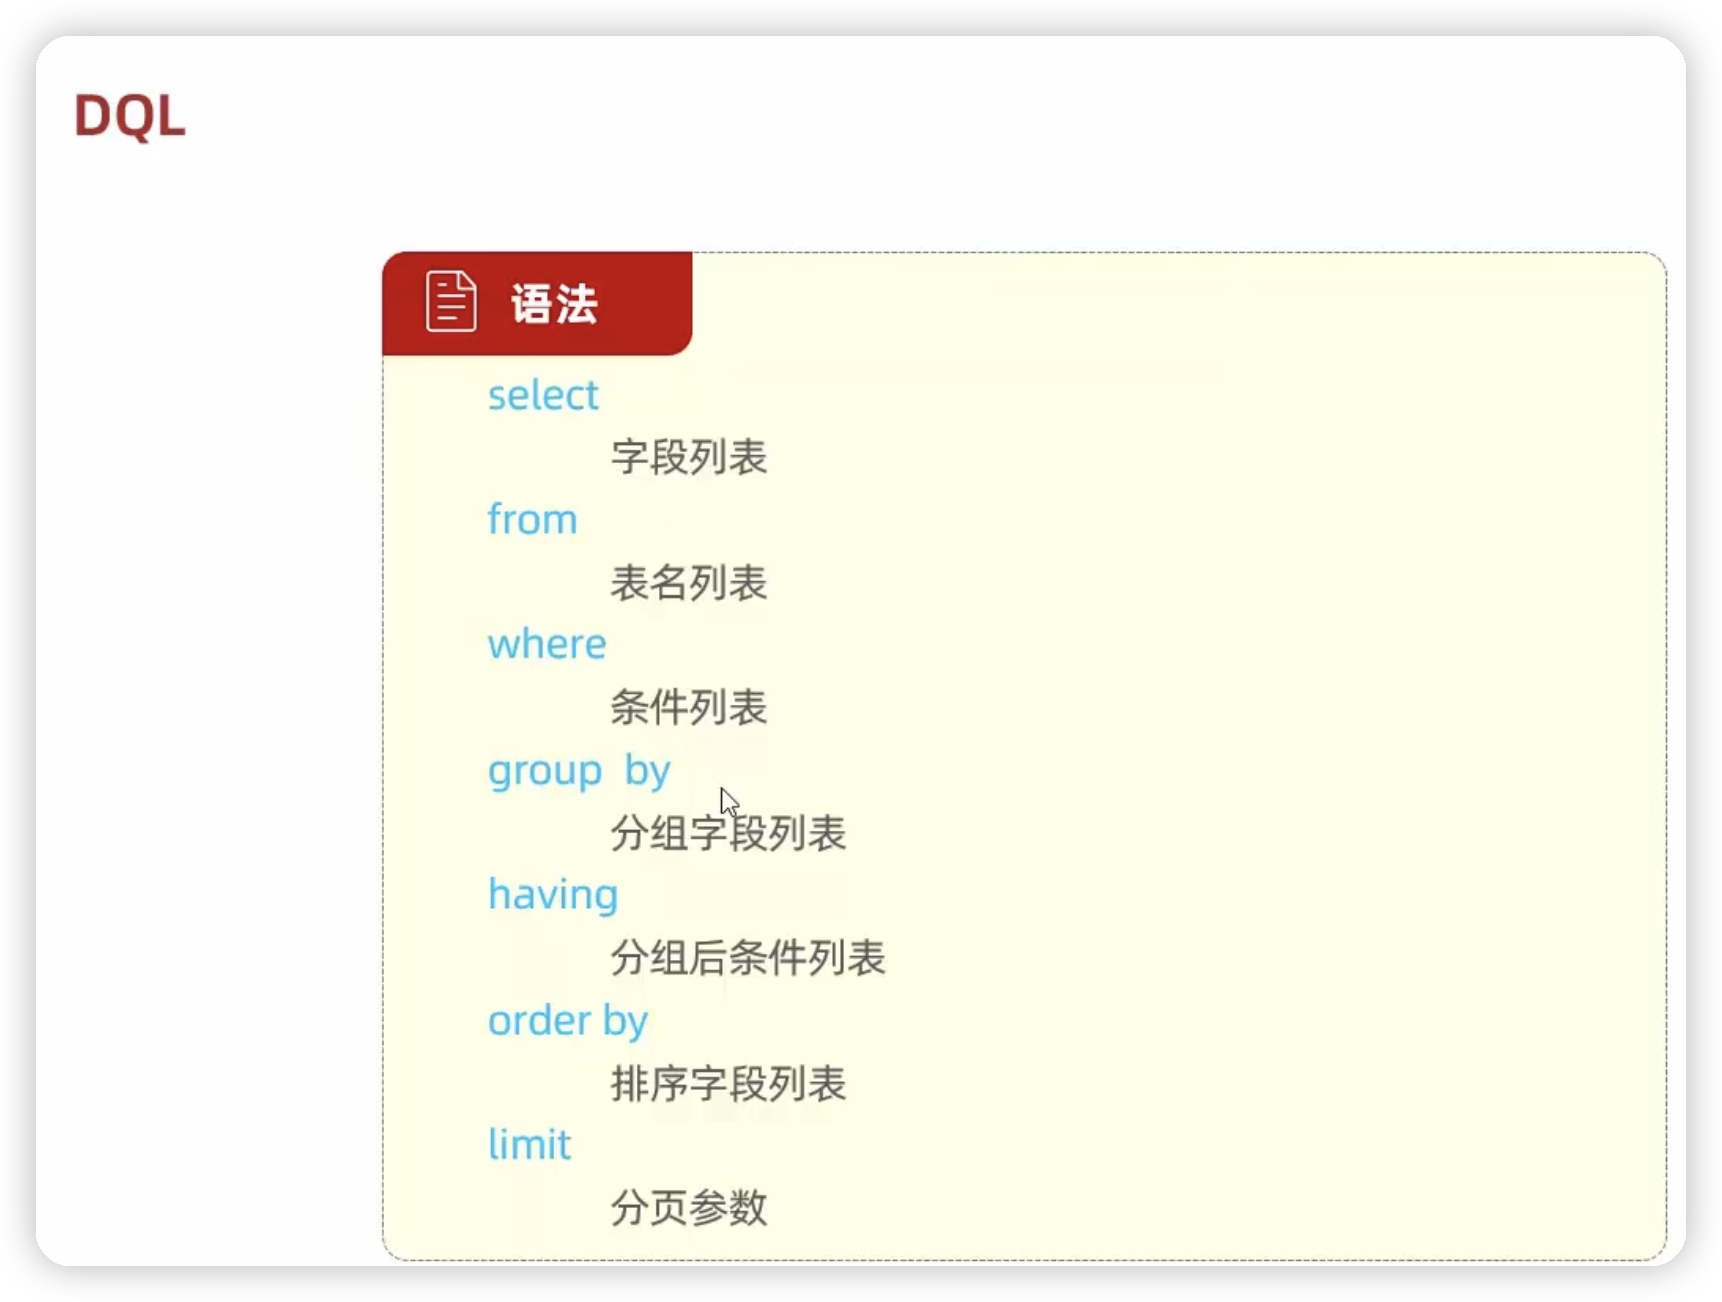 DQL
语法
select
字段列表
from
表名列表
where
条件列表
group by
分组字段列表
having
分组后条件列表
order by
排序字段列表
limit
分页参数